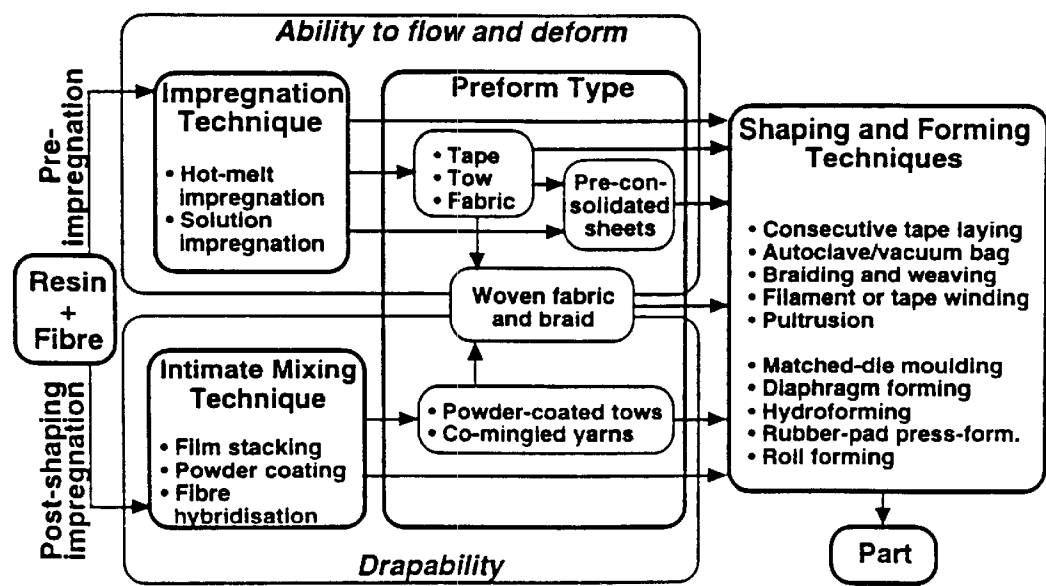 Ability to flow and deform
Pre-
impregnation
Impregnation
Technique
• Hot-melt
impregnation
• Solution
impregnation
Preform Type
• Tape
• Tow
• Fabric
Pre-con-
solidated
sheets
Woven fabric
and braid
Resin
+
Fibre
Post-shaping
impregnation
Intimate Mixing
Technique
• Film stacking
• Powder coating
• Fibre
hybridisation
• Powder-coated tows
• Co-mingled yarns
Drapability
Shaping and Forming
Techniques
• Consecutive tape laying
• Autoclave/vacuum bag
• Braiding and weaving
• Filament or tape winding
• Pultrusion
• Matched-die moulding
• Diaphragm forming
• Hydroforming
• Rubber-pad press-form.
• Roll forming
Part